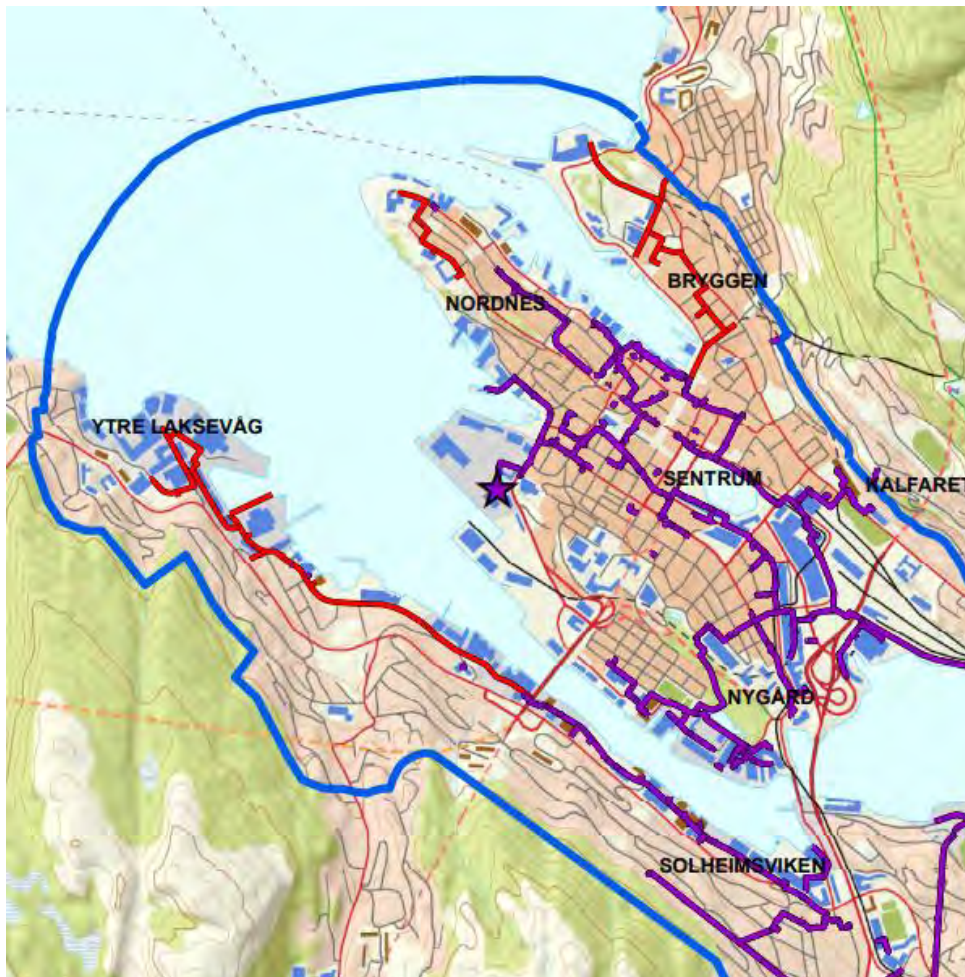 BRYGGEN
NORDNES
YTRE LAKSEVÅG
SENTRUM
KALFARET
NYGÅRD
SOLHEIMSVIKEN